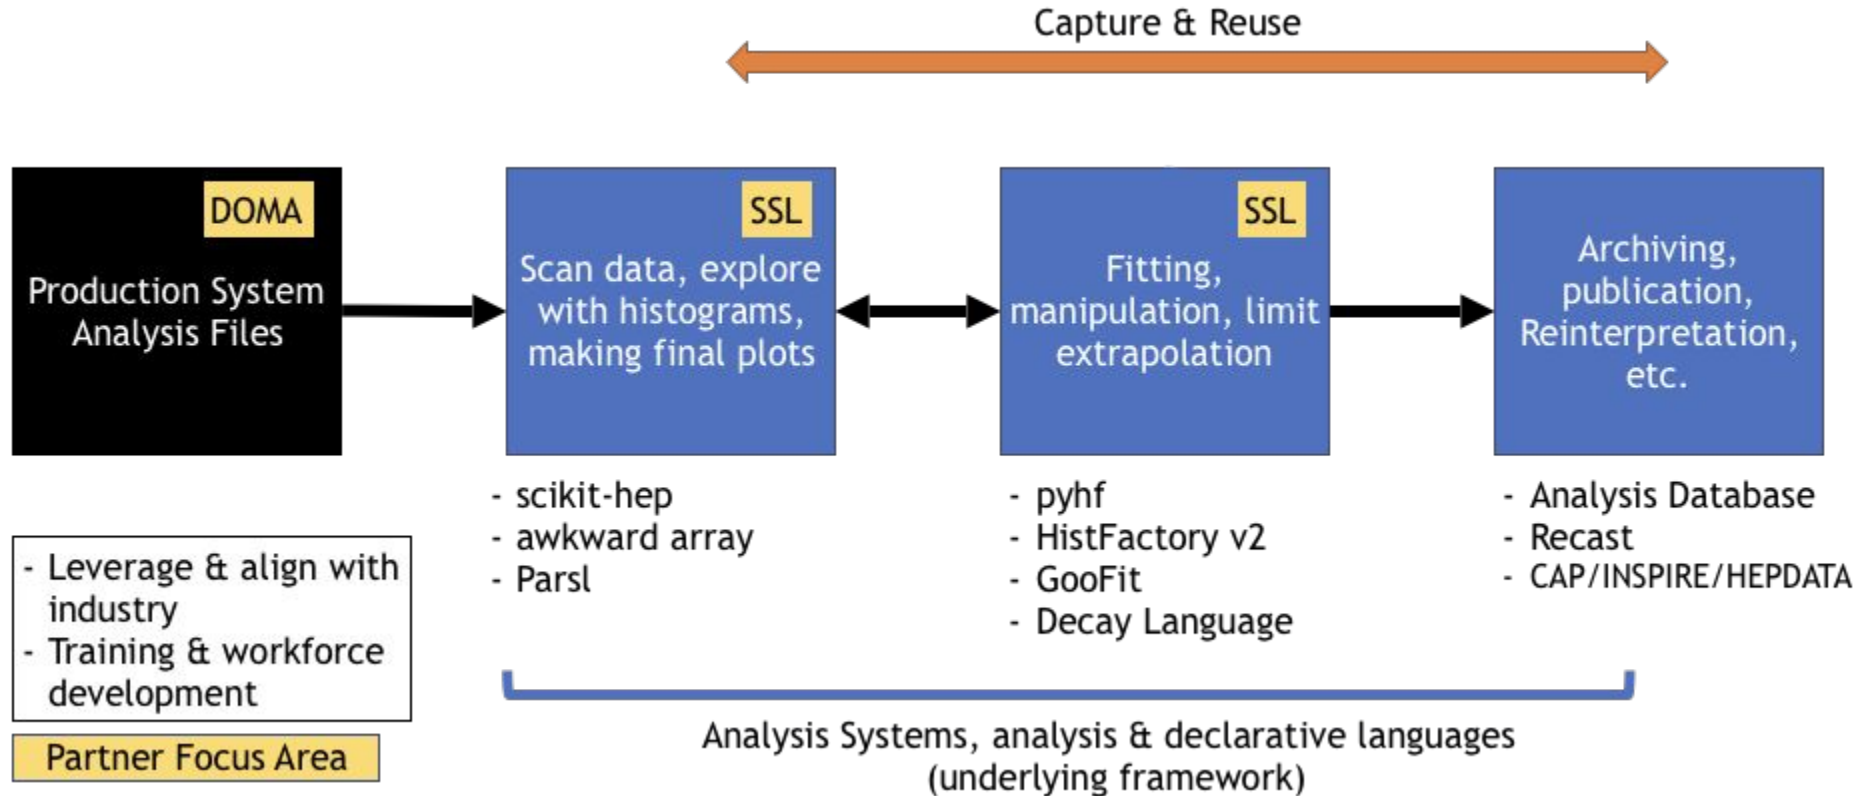 Capture & Reuse
DOMA
Production System
Analysis Files
SSL
Scan data, explore
with histograms,
making final plots
SSL
Fitting,
manipulation, limit
extrapolation
Archiving,
publication,
Reinterpretation,
etc.
- scikit-hep
- awkward array
- Parsl
- pyhf
- HistFactory v2
- GooFit
- Decay Language
- Analysis Database
- Recast
- CAP/INSPIRE/HEPDATA
- Leverage & align with
industry
- Training & workforce
development
Partner Focus Area
Analysis Systems, analysis & declarative languages
(underlying framework)